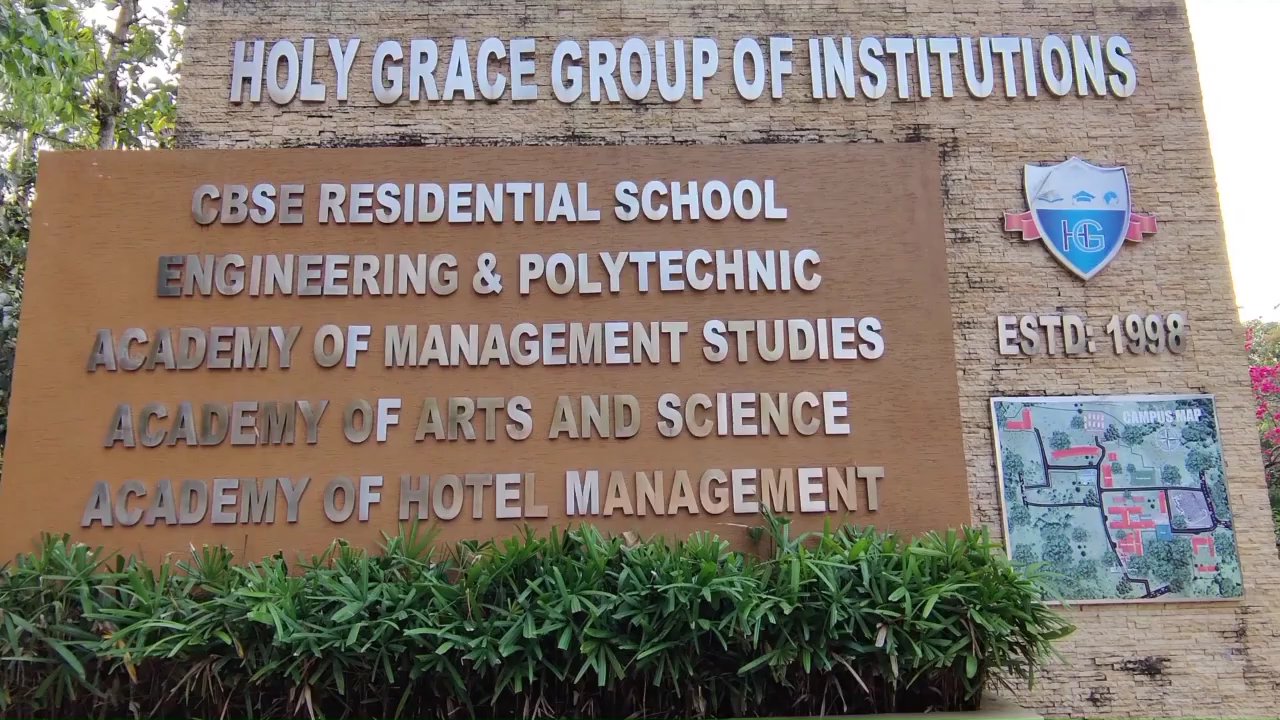 HOLY GRACE GROUP OF INSTITUTIONS
CBSE RESIDENTIAL SCHOOL
ENGINEERING & POLYTECHNIC
ACADEMY OF MANAGEMENT STUDIES
ACADEMY OF ARTS AND SCIENCE
ACADEMY OF HOTEL MANAGEMENT
HG
ESTD: 1998
CAMPUS MAP